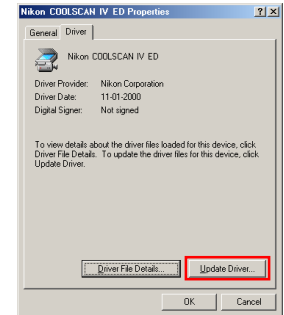 Nikon COOLSCAN IV ED Properties
General Driver
Nikon COOLSCAN IV ED
Driver Provider: Nikon Corporation
Driver Date: 11-01-2000
Digital Signer: Not signed
To view details about the driver files loaded for this device, click
Driver File Details. To update the driver files for this device, click
Update Driver.
Driver File Details... Update Driver...
OK Cancel